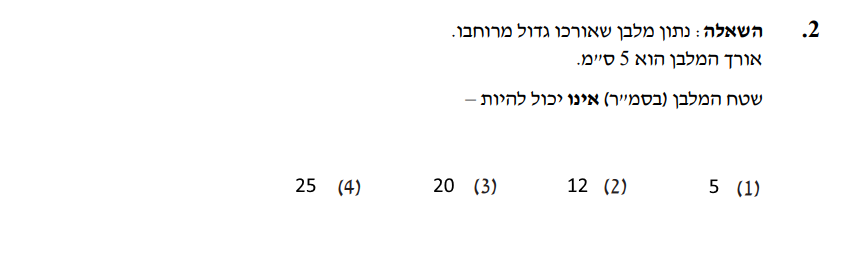 2. השאלה: נתון מלבן שאורכו גדול מרוחבו.
אורך המלבן הוא 5 ס״מ.
שטח המלבן (בסמ״ר) אינו יכול להיות –
(1) 5 (2) 12 (3) 20 (4) 25